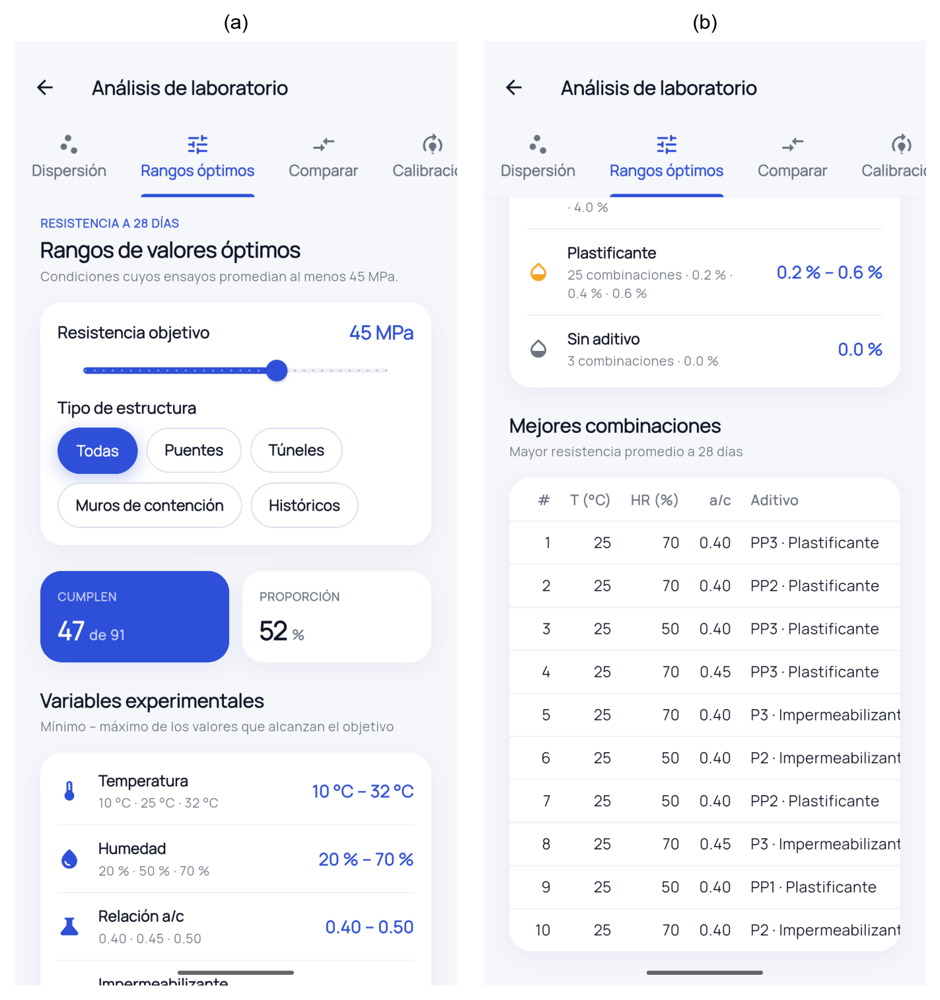 (a)
Análisis de laboratorio
Dispersión
Rangos óptimos
Comparar
Calibracic
RESISTENCIA A 28 DÍAS
Rangos de valores óptimos
Condiciones cuyos ensayos promedian al menos 45 MPa.
Resistencia objetivo
45 MPa
Tipo de estructura
Todas
Puentes
Túneles
Muros de contención
Históricos
CUMPLEN
47 de 91
PROPORCIÓN
52 %
Variables experimentales
Mínimo – máximo de los valores que alcanzan el objetivo
Temperatura
10 °C · 25 °C · 32 °C
10 °C – 32 °C
Humedad
20 % · 50 % · 70 %
20 % – 70 %
Relación a/c
0.40 · 0.45 · 0.50
0.40 – 0.50
Impermeabilizante
(b)
Análisis de laboratorio
Dispersión
Rangos óptimos
Comparar
Calibracic
· 4.0 %
Plastificante
25 combinaciones · 0.2 % ·
0.4 % · 0.6 %
0.2 % – 0.6 %
Sin aditivo
3 combinaciones · 0.0 %
0.0 %
Mejores combinaciones
Mayor resistencia promedio a 28 días
# T (°C) HR (%) a/c Aditivo
1 25 70 0.40 PP3 · Plastificante
2 25 70 0.40 PP2 · Plastificante
3 25 50 0.40 PP3 · Plastificante
4 25 70 0.45 PP3 · Plastificante
5 25 70 0.40 P3 · Impermeabilizant
6 25 50 0.40 P2 · Impermeabilizant
7 25 50 0.40 PP2 · Plastificante
8 25 70 0.45 P3 · Impermeabilizant
9 25 50 0.40 PP1 · Plastificante
10 25 70 0.40 P2 · Impermeabilizant